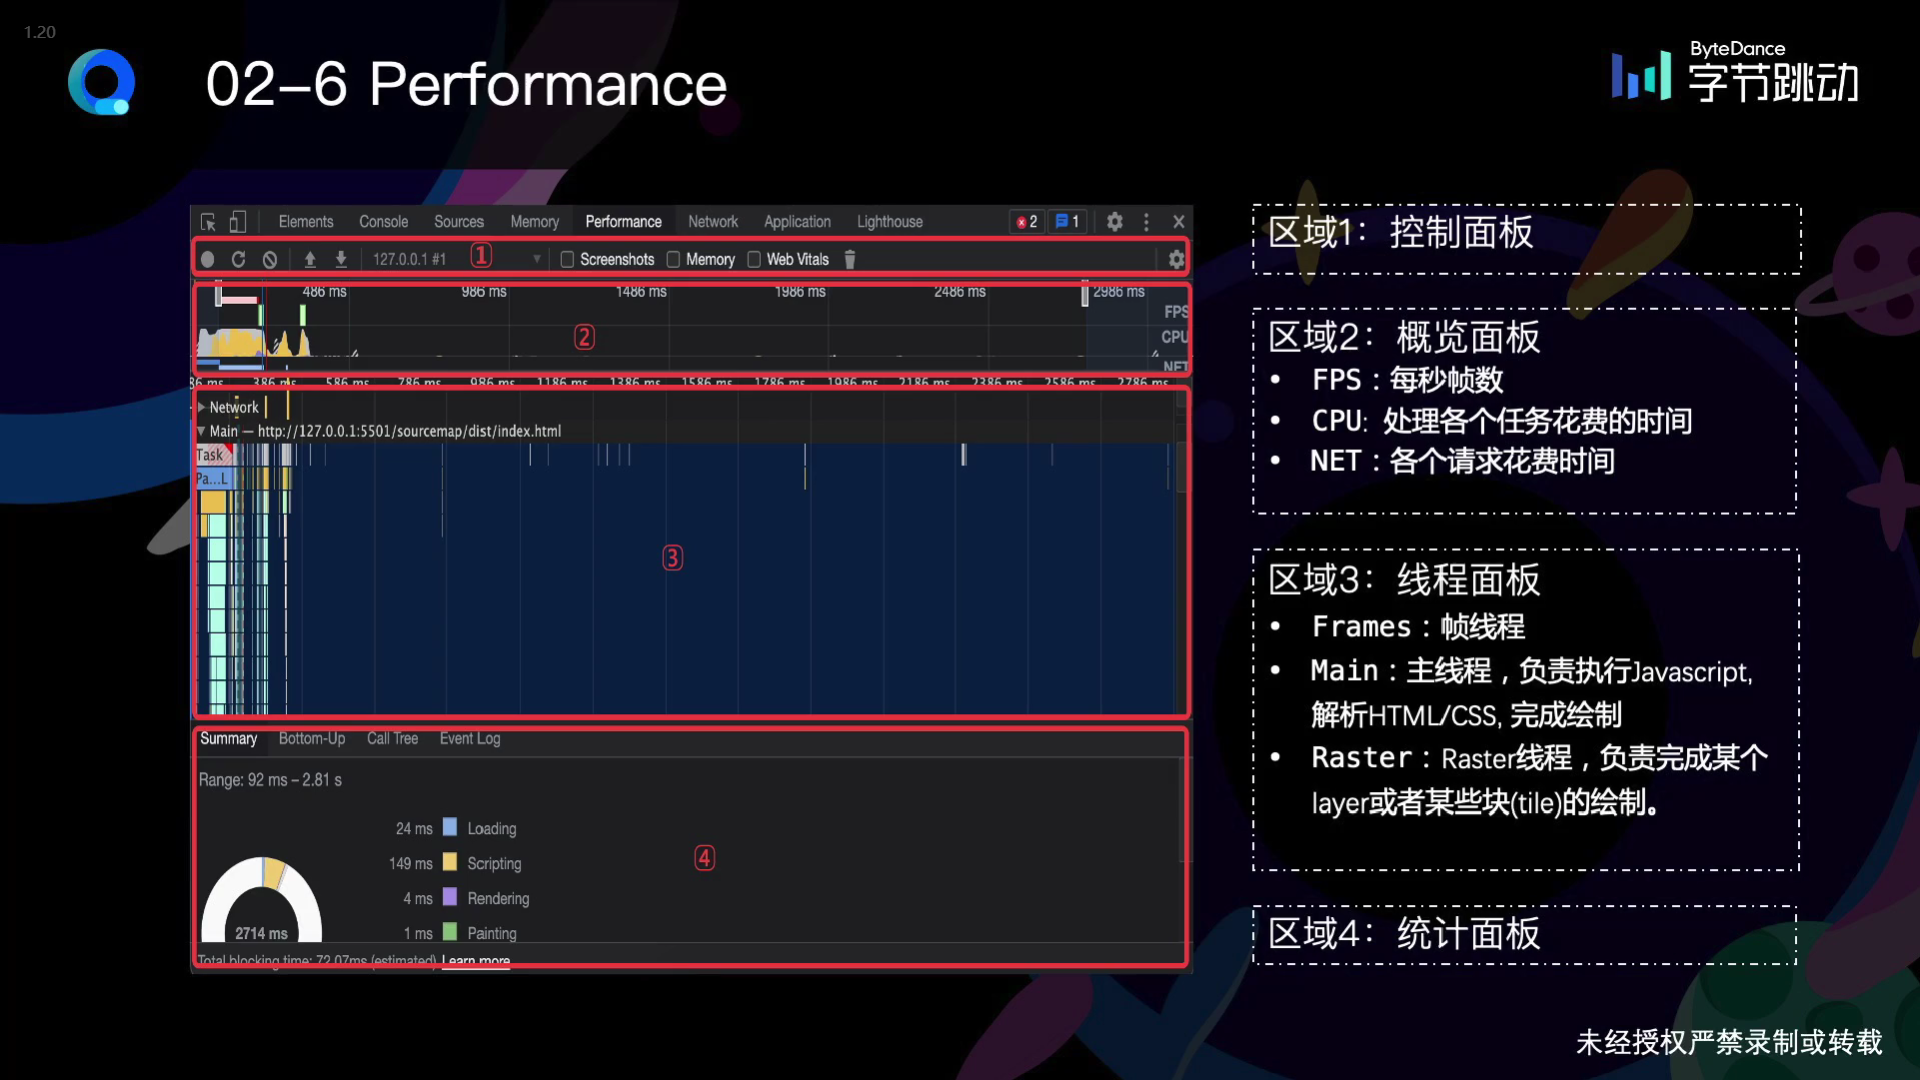 1.20
02-6 Performance
ByteDance
字节跳动
Elements Console Sources Memory Performance Network Application Lighthouse 2 1
127.0.0.1 #1 1 Screenshots Memory Web Vitals
486 ms 986 ms 1486 ms 1986 ms 2486 ms 2986 ms
FPS
2
CPU
NET
86 ms 386 ms 586 ms 786 ms 986 ms 1186 ms 1386 ms 1586 ms 1786 ms 1986 ms 2186 ms 2386 ms 2586 ms 2786 ms
Network
Main — http://127.0.0.1:5501/sourcemap/dist/index.html
Task
Pa...L
3
Summary Bottom-Up Call Tree Event Log
Range: 92 ms – 2.81 s
24 ms Loading
149 ms Scripting
4
4 ms Rendering
1 ms Painting
2714 ms
Total blocking time: 72.07ms (estimated) Learn more
区域1：控制面板
区域2：概览面板
• FPS：每秒帧数
• CPU: 处理各个任务花费的时间
• NET：各个请求花费时间
区域3：线程面板
• Frames：帧线程
• Main：主线程，负责执行Javascript,
解析HTML/CSS, 完成绘制
• Raster：Raster线程，负责完成某个
layer或者某些块(tile)的绘制。
区域4：统计面板
未经授权严禁录制或转载